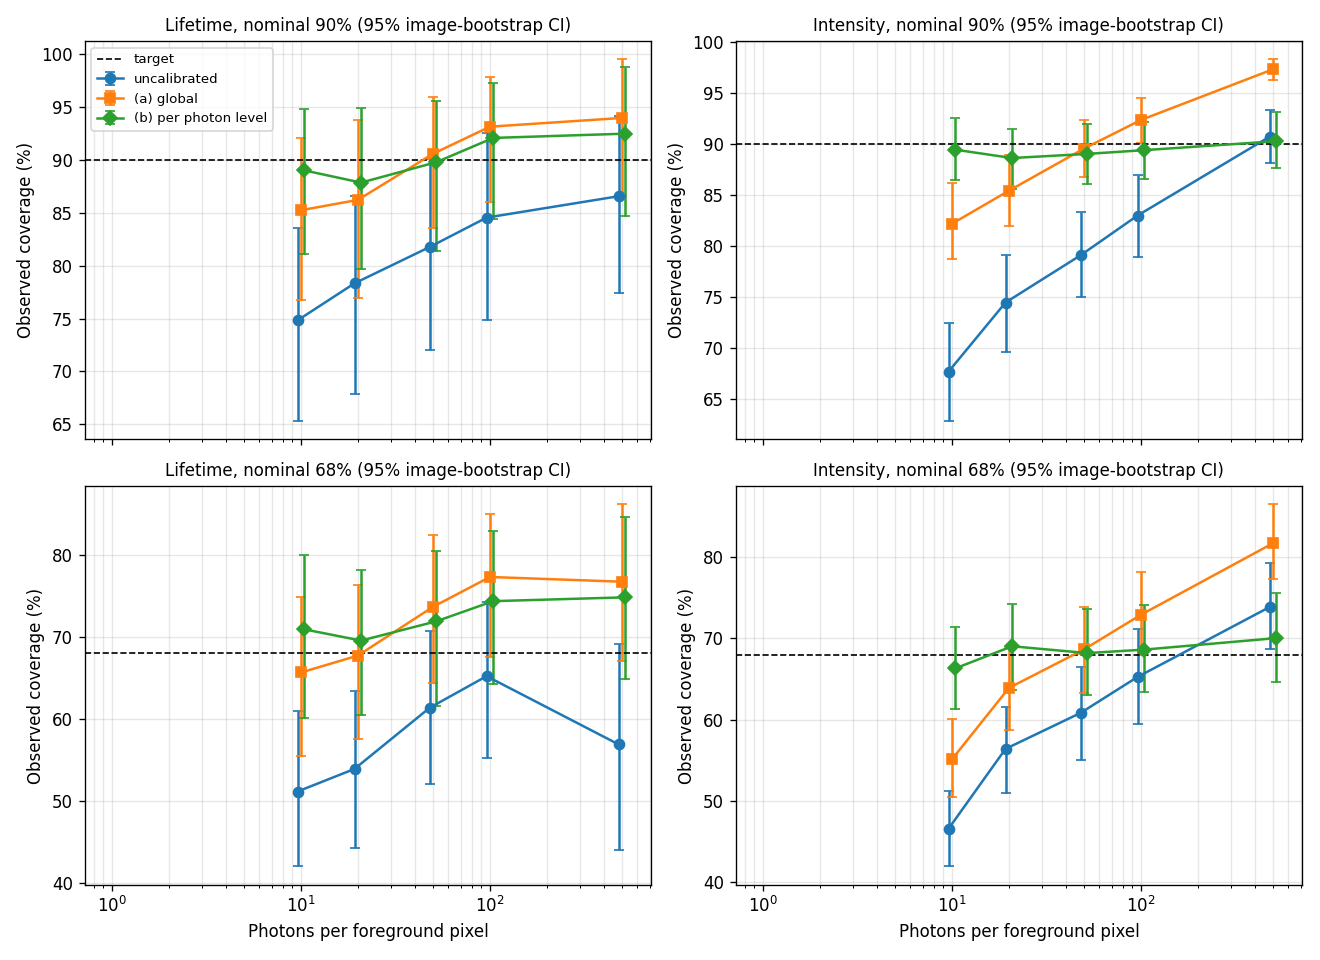 Lifetime, nominal 90% (95% image-bootstrap CI)
Observed coverage (%)
100
95
90
85
80
75
70
65
target
uncalibrated
(a) global
(b) per photon level
Intensity, nominal 90% (95% image-bootstrap CI)
Observed coverage (%)
100
95
90
85
80
75
70
65
Lifetime, nominal 68% (95% image-bootstrap CI)
Observed coverage (%)
80
70
60
50
40
10⁰
10¹
10²
Photons per foreground pixel
Intensity, nominal 68% (95% image-bootstrap CI)
Observed coverage (%)
80
70
60
50
40
10⁰
10¹
10²
Photons per foreground pixel